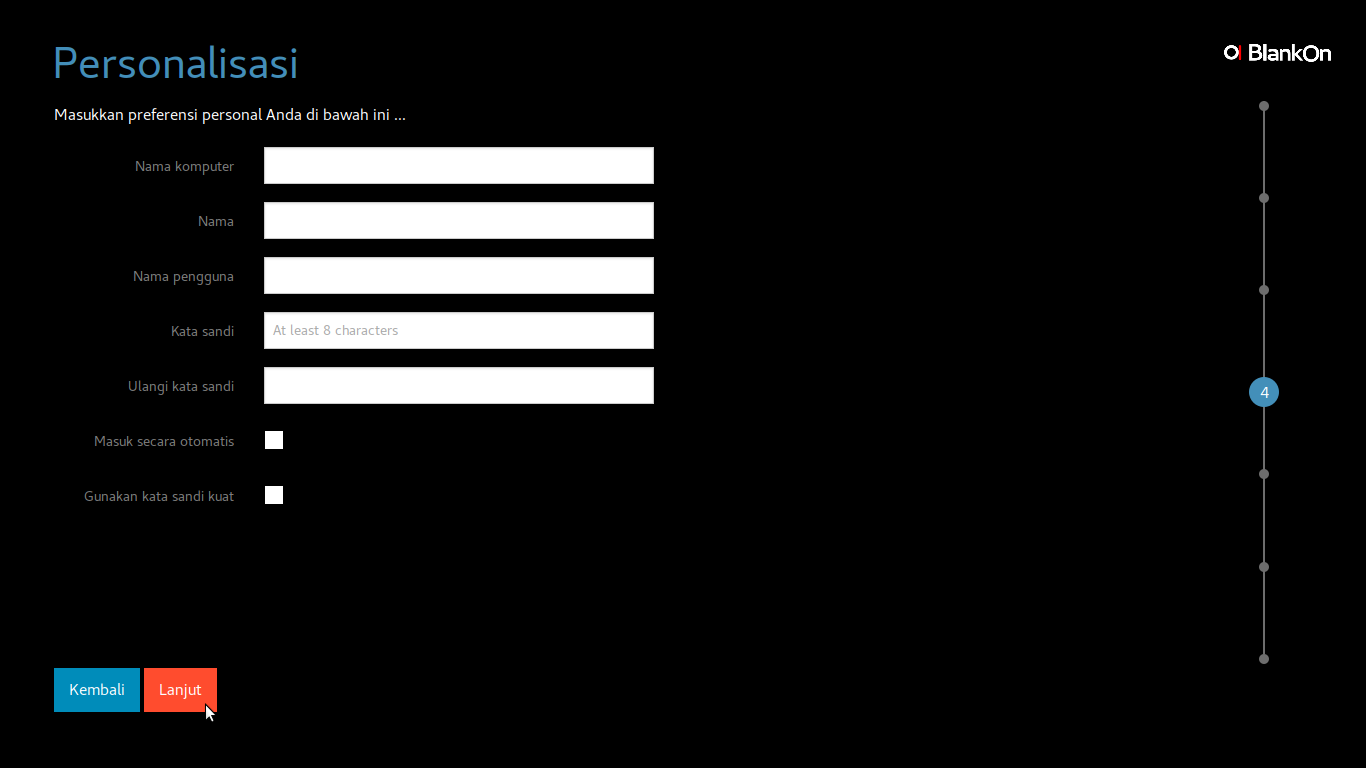 Personalisasi
BlankOn
Masukkan preferensi personal Anda di bawah ini ...
Nama komputer
Nama
Nama pengguna
Kata sandi
At least 8 characters
Ulangi kata sandi
4
Masuk secara otomatis
Gunakan kata sandi kuat
Kembali
Lanjut